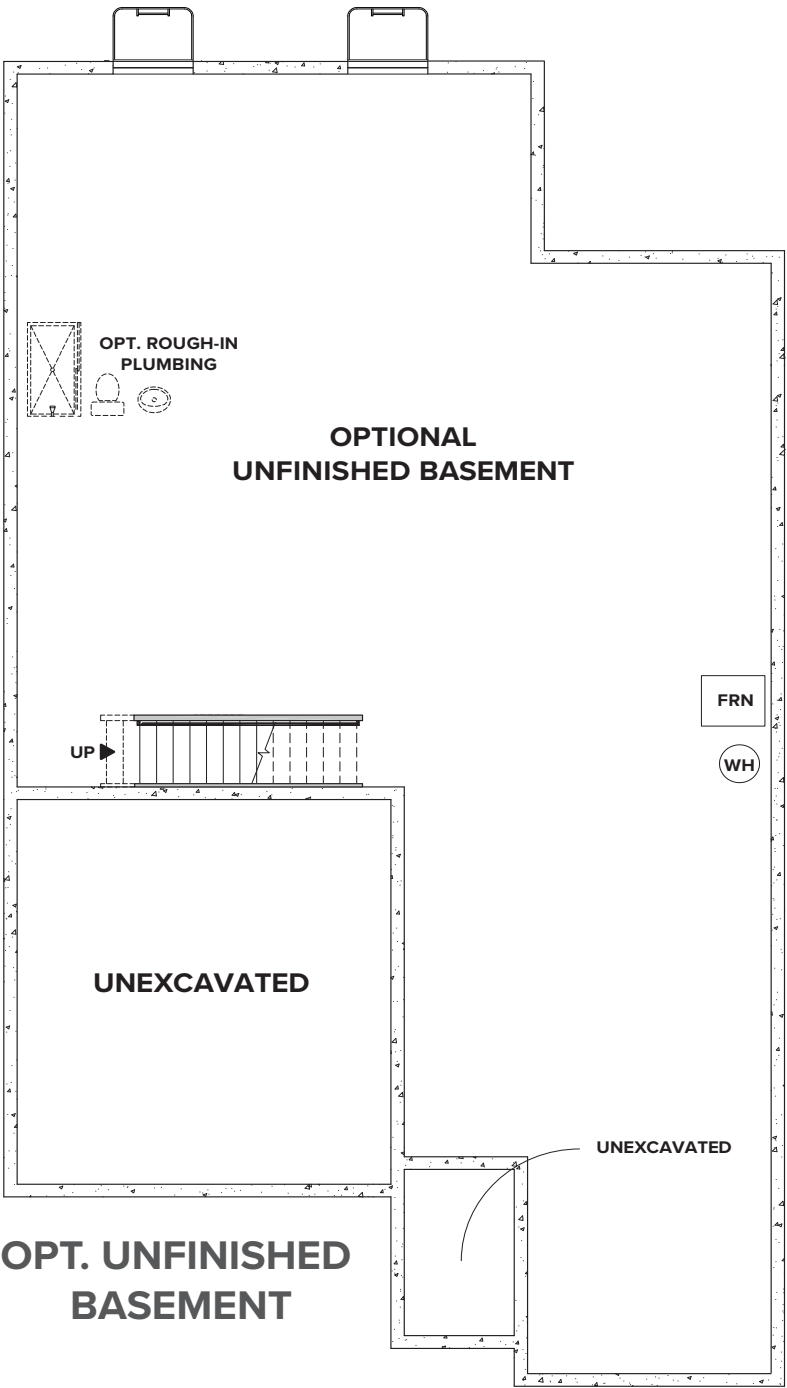 OPT. ROUGH-IN
PLUMBING
OPTIONAL
UNFINISHED BASEMENT
FRN
UP
WH
UNEXCAVATED
UNEXCAVATED
OPT. UNFINISHED
BASEMENT